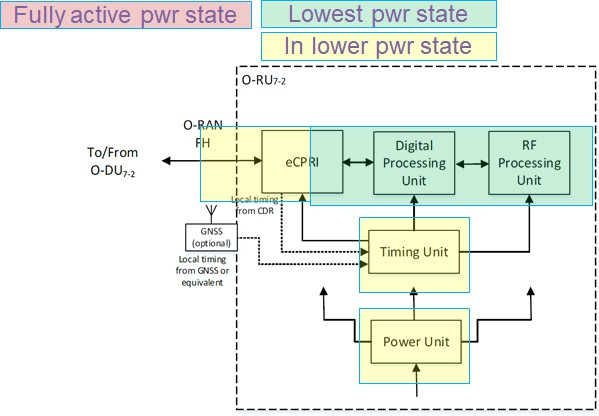 Fully active pwr state
Lowest pwr state
In lower pwr state
O-RU7-2
O-RAN
FH
To/From
O-DU7-2
eCPRI
Digital
Processing
Unit
RF
Processing
Unit
Local timing
from CDR
GNSS
(optional)
Local timing
from GNSS or
equivalent
Timing Unit
Power Unit